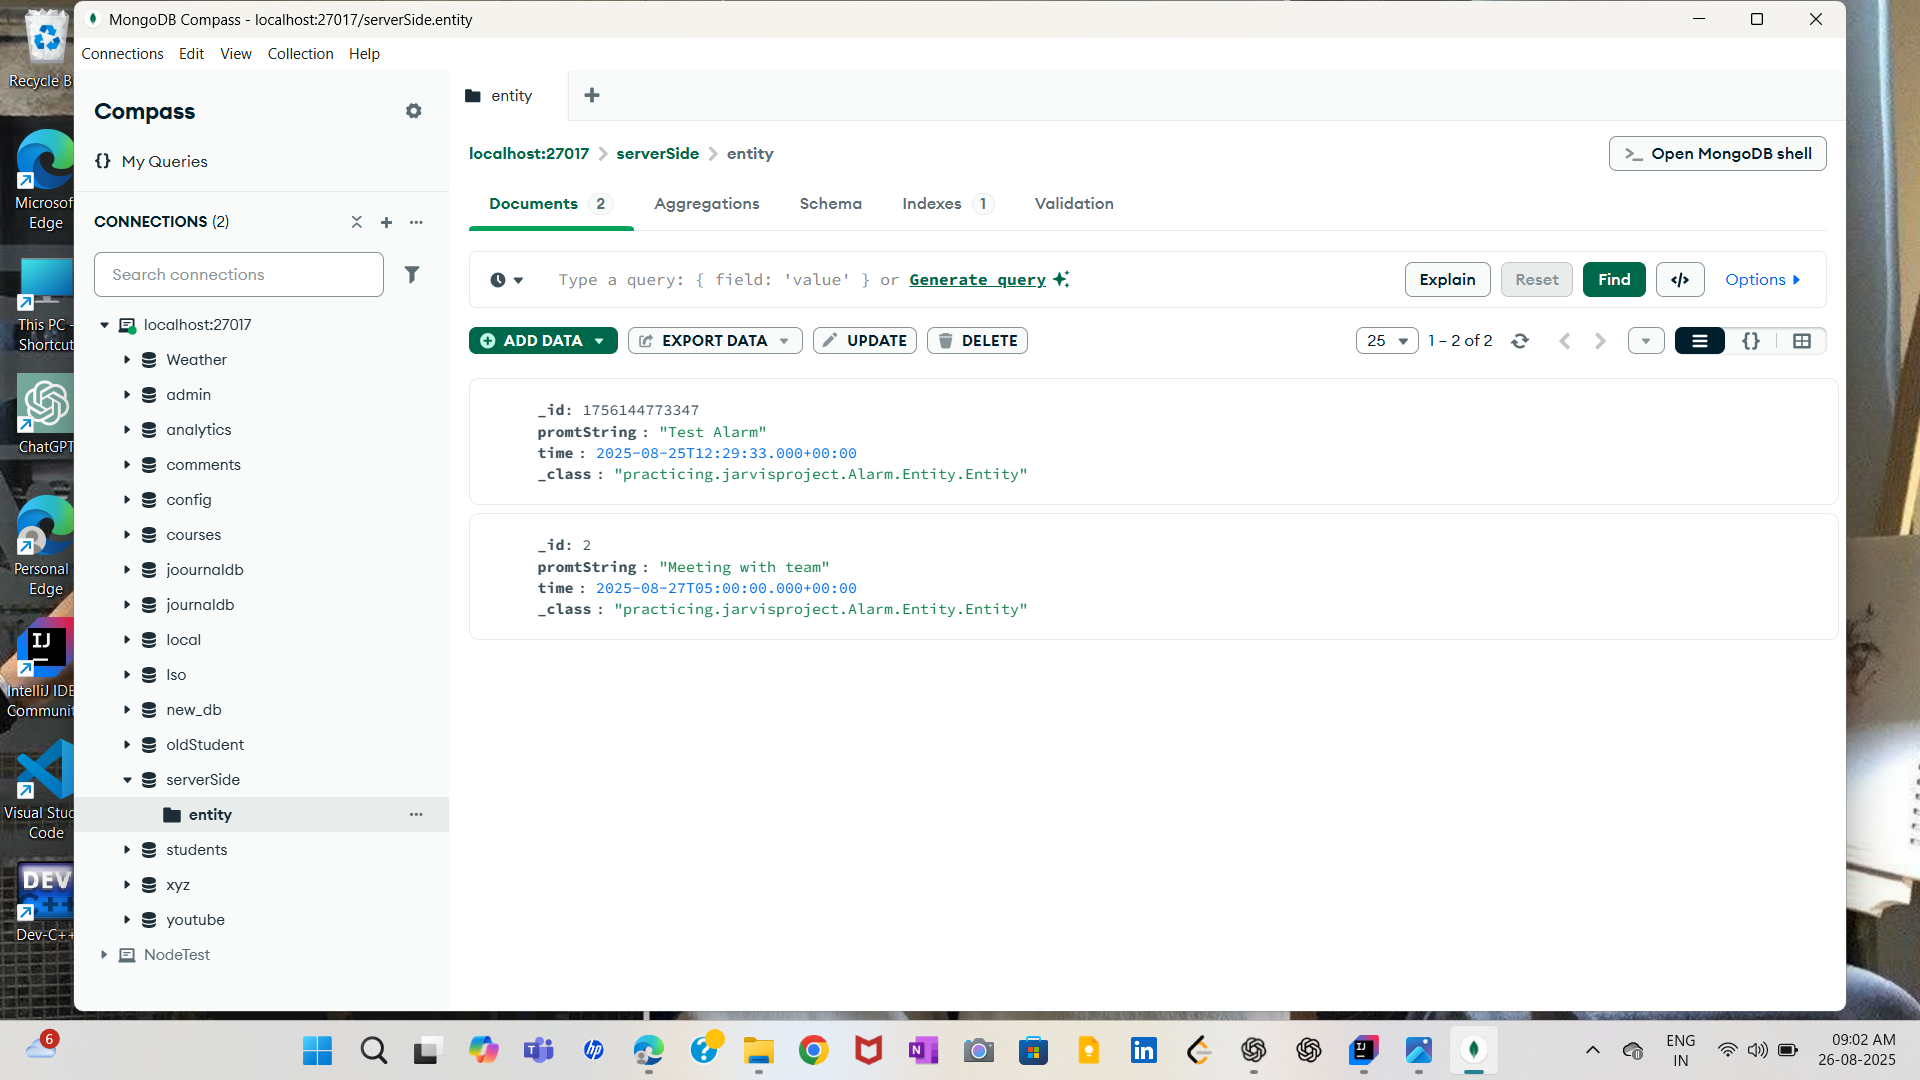 MongoDB Compass - localhost:27017/serverSide.entity
Connections Edit View Collection Help
Compass
entity
My Queries
localhost:27017 serverSide entity
>_ Open MongoDB shell
Documents 2 Aggregations Schema Indexes 1 Validation
CONNECTIONS (2)
Search connections
Type a query: { field: 'value' } or Generate query
Explain Reset Find </> Options
ADD DATA EXPORT DATA UPDATE DELETE
25 1 – 2 of 2 {}
localhost:27017
Weather
admin
analytics
comments
config
courses
joournaldb
journaldb
local
lso
new_db
oldStudent
serverSide
entity
students
xyz
youtube
NodeTest
_id: 1756144773347
promtString : "Test Alarm"
time : 2025-08-25T12:29:33.000+00:00
_class : "practicing.jarvisproject.Alarm.Entity.Entity"
_id: 2
promtString : "Meeting with team"
time : 2025-08-27T05:00:00.000+00:00
_class : "practicing.jarvisproject.Alarm.Entity.Entity"
Recycle B
Microsof
Edge
This PC -
Shortcut
ChatGPT
Personal
Edge
IJ
IntelliJ IDE
Communit
Visual Stud
Code
DEV
C++
Dev-C++
6
hp
ENG
IN
09:02 AM
26-08-2025